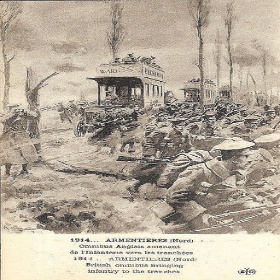 1914... ARMENTIÈRES (Nord)
Omnibus Anglais amenant
de l'Infanterie vers les tranchées
1914... ARMENTIERES (Nord)
British omnibus bringing
infantry to the trenches